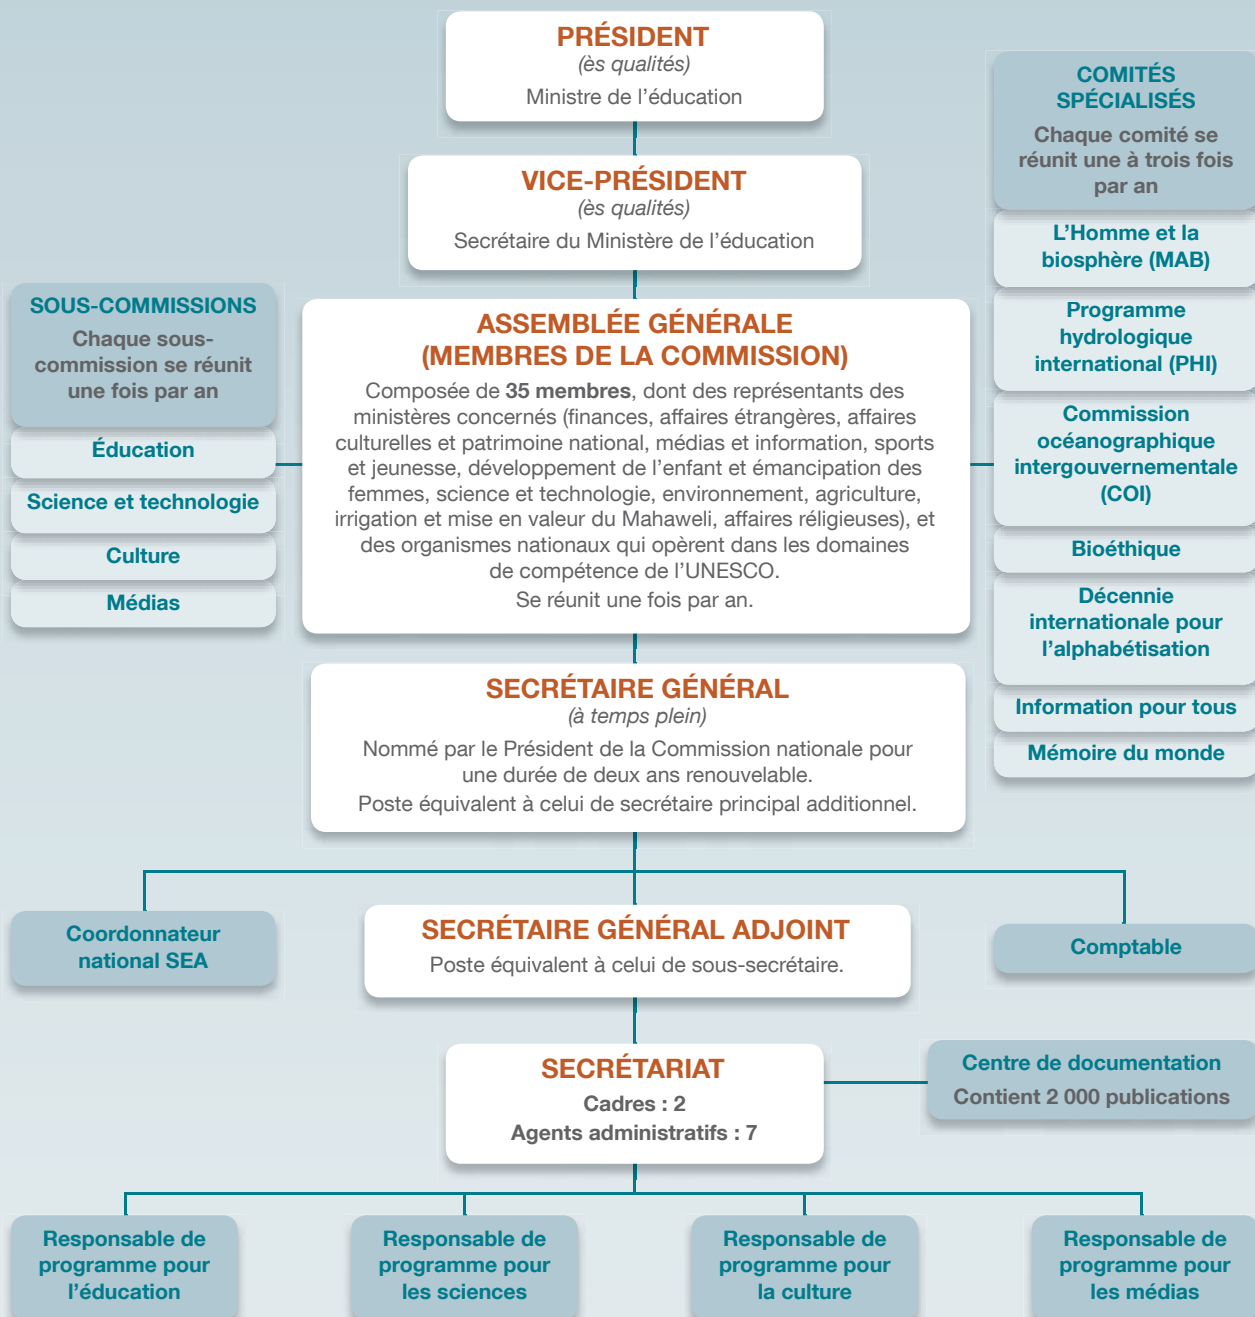 PRÉSIDENT
(ès qualités)
Ministre de l'éducation
VICE-PRÉSIDENT
(ès qualités)
Secrétaire du Ministère de l'éducation
COMITÉS
SPÉCIALISÉS
Chaque comité se
réunit une à trois fois
par an
L'Homme et la
biosphère (MAB)
Programme
hydrologique
international (PHI)
Commission
océanographique
intergouvernementale
(COI)
Bioéthique
Décennie
internationale pour
l'alphabétisation
Information pour tous
Mémoire du monde
SOUS-COMMISSIONS
Chaque sous-
commission se réunit
une fois par an
Éducation
Science et technologie
Culture
Médias
ASSEMBLÉE GÉNÉRALE
(MEMBRES DE LA COMMISSION)
Composée de 35 membres, dont des représentants des
ministères concernés (finances, affaires étrangères, affaires
culturelles et patrimoine national, médias et information, sports
et jeunesse, développement de l'enfant et émancipation des
femmes, science et technologie, environnement, agriculture,
irrigation et mise en valeur du Mahaweli, affaires réligieuses), et
des organismes nationaux qui opèrent dans les domaines
de compétence de l'UNESCO.
Se réunit une fois par an.
SECRÉTAIRE GÉNÉRAL
(à temps plein)
Nommé par le Président de la Commission nationale pour
une durée de deux ans renouvelable.
Poste équivalent à celui de secrétaire principal additionnel.
Coordonnateur
national SEA
SECRÉTAIRE GÉNÉRAL ADJOINT
Poste équivalent à celui de sous-secrétaire.
Comptable
SECRÉTARIAT
Cadres : 2
Agents administratifs : 7
Centre de documentation
Contient 2 000 publications
Responsable de
programme pour
l'éducation
Responsable de
programme pour
les sciences
Responsable de
programme pour
la culture
Responsable de
programme pour
les médias